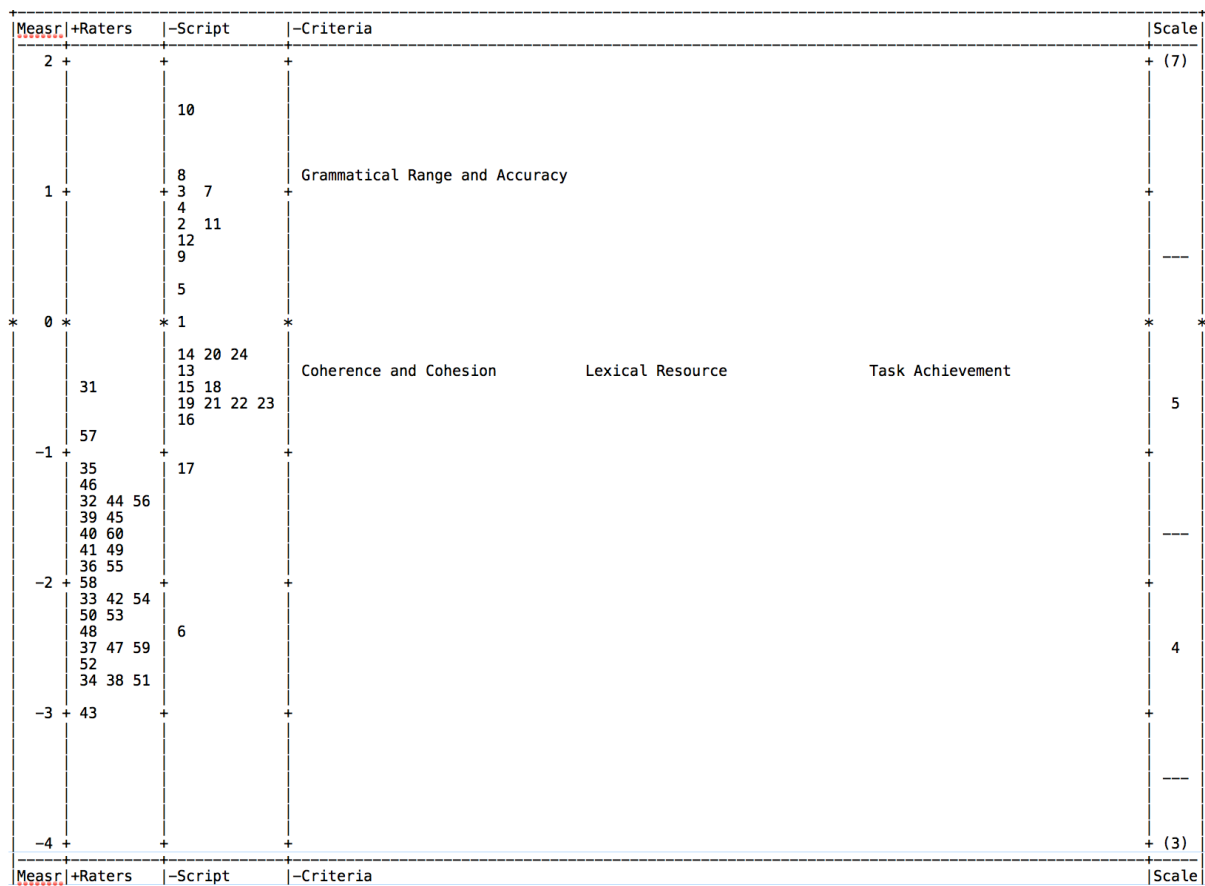 |Measr|+Raters |-Script |-Criteria |Scale|
2 + + + + (7)
10
8 Grammatical Range and Accuracy
1 + + 3 7 + +
4
2 11
12
9 ---
5
* 0 * * 1 * * *
14 20 24
13 Coherence and Cohesion Lexical Resource Task Achievement
31 15 18
19 21 22 23 5
16
57
-1 + + + +
35 17
46
32 44 56
39 45
40 60 ---
41 49
36 55
-2 + 58 + + +
33 42 54
50 53
48 6
37 47 59 4
52
34 38 51
-3 + 43 + + +
---
-4 + + + + (3)
|Measr|+Raters |-Script |-Criteria |Scale|